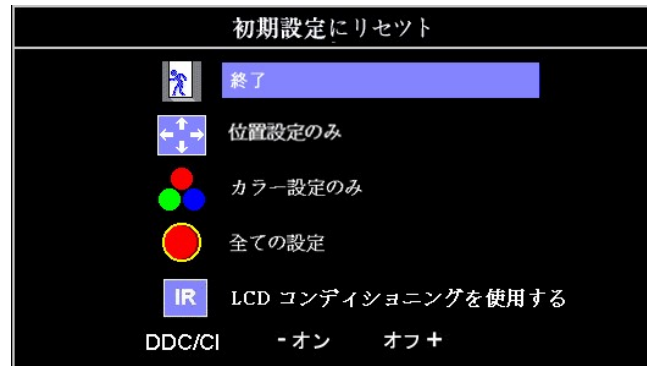 初期設定にリセツト
終了
位置設定のみ
カラー設定のみ
全ての設定
IR LCD コンディショニングを使用する
DDC/CI -オン オフ+